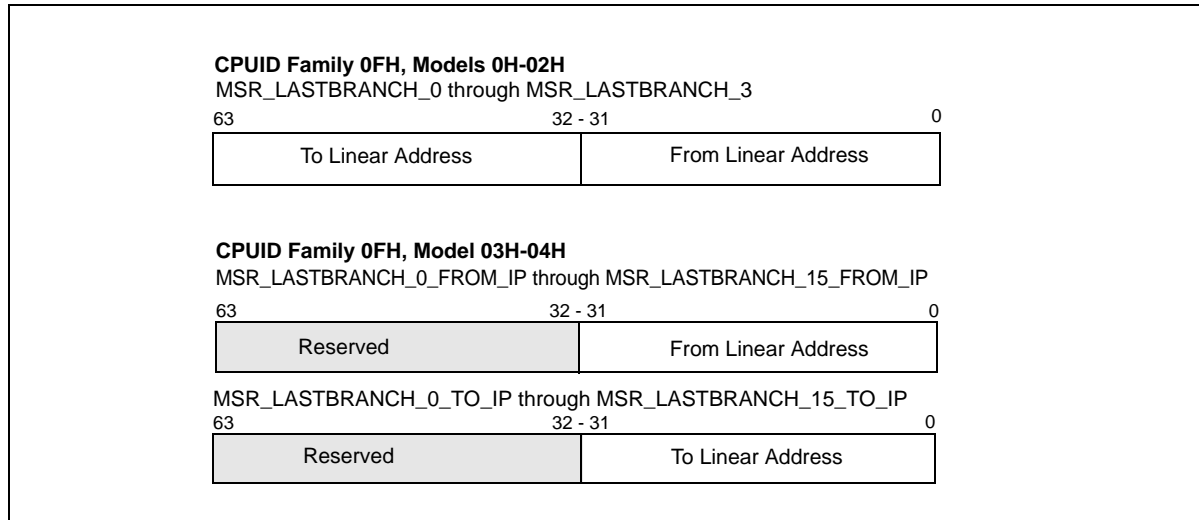 CPUID Family 0FH, Models 0H-02H
MSR_LASTBRANCH_0 through MSR_LASTBRANCH_3
63 32 - 31 0
To Linear Address From Linear Address
CPUID Family 0FH, Model 03H-04H
MSR_LASTBRANCH_0_FROM_IP through MSR_LASTBRANCH_15_FROM_IP
63 32 - 31 0
Reserved From Linear Address
MSR_LASTBRANCH_0_TO_IP through MSR_LASTBRANCH_15_TO_IP
63 32 - 31 0
Reserved To Linear Address